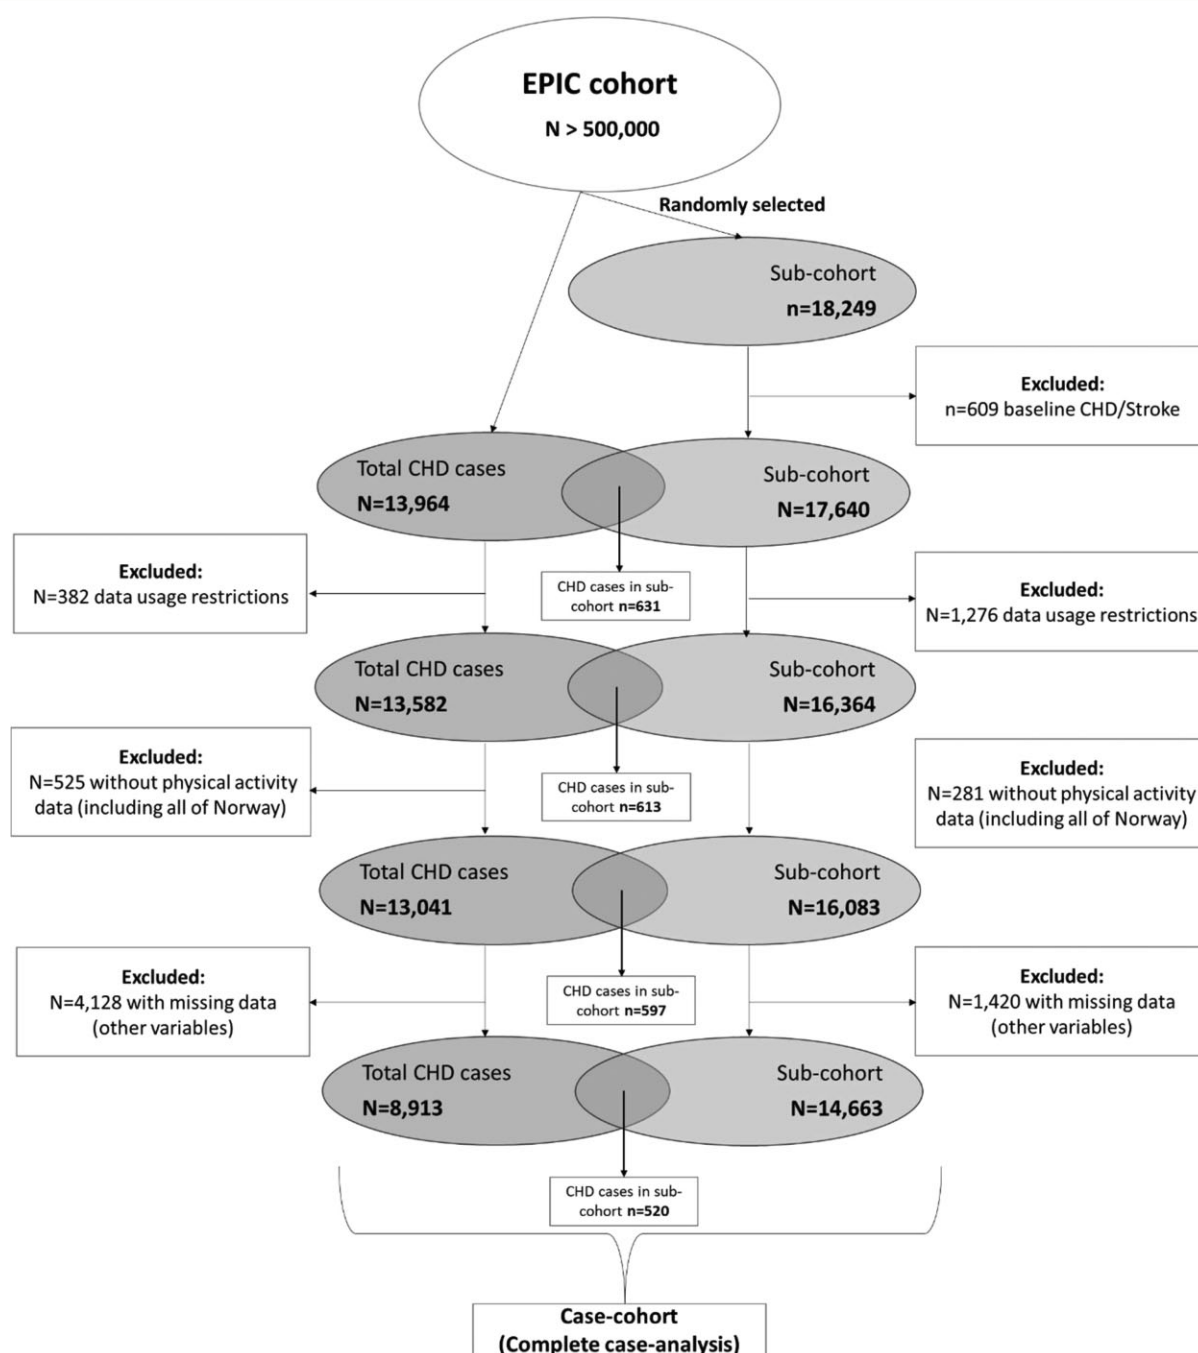 EPIC cohort
N > 500,000
Randomly selected
Sub-cohort
n=18,249
Excluded:
n=609 baseline CHD/Stroke
Total CHD cases
N=13,964
Sub-cohort
N=17,640
CHD cases in sub-
cohort n=631
Excluded:
N=382 data usage restrictions
Excluded:
N=1,276 data usage restrictions
Total CHD cases
N=13,582
Sub-cohort
N=16,364
CHD cases in sub-
cohort n=613
Excluded:
N=525 without physical activity
data (including all of Norway)
Excluded:
N=281 without physical activity
data (including all of Norway)
Total CHD cases
N=13,041
Sub-cohort
N=16,083
CHD cases in sub-
cohort n=597
Excluded:
N=4,128 with missing data
(other variables)
Excluded:
N=1,420 with missing data
(other variables)
Total CHD cases
N=8,913
Sub-cohort
N=14,663
CHD cases in sub-
cohort n=520
Case-cohort
(Complete case-analysis)